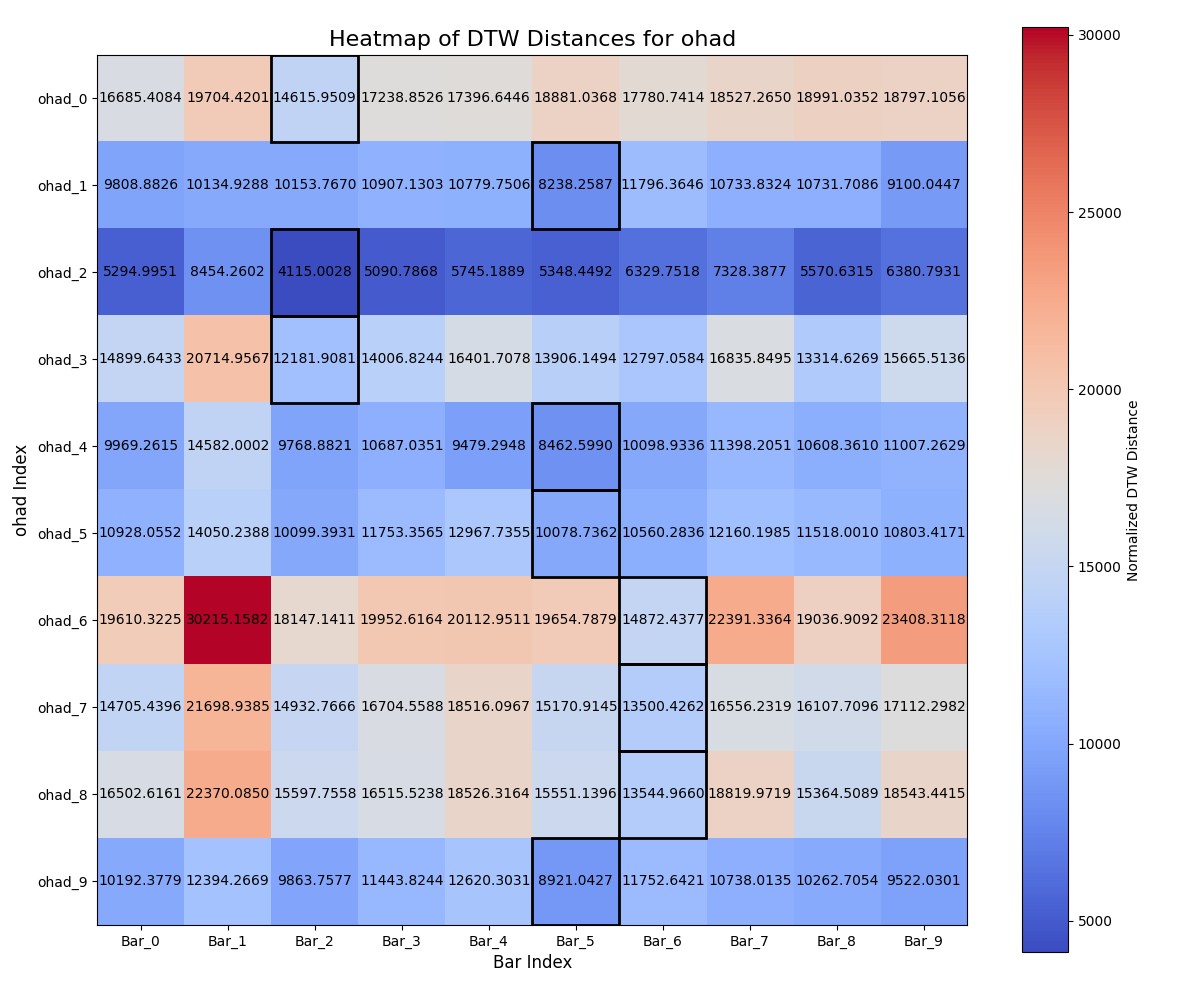 Heatmap of DTW Distances for ohad
ohad_0 16685.4084 19704.4201 14615.9509 17238.8526 17396.6446 18881.0368 17780.7414 18527.2650 18991.0352 18797.1056
ohad_1 9808.8826 10134.9288 10153.7670 10907.1303 10779.7506 8238.2587 11796.3646 10733.8324 10731.7086 9100.0447
ohad_2 5294.9951 8454.2602 4115.0028 5090.7868 5745.1889 5348.4492 6329.7518 7328.3877 5570.6315 6380.7931
ohad_3 14899.6433 20714.9567 12181.9081 14006.8244 16401.7078 13906.1494 12797.0584 16835.8495 13314.6269 15665.5136
ohad_4 9969.2615 14582.0002 9768.8821 10687.0351 9479.2948 8462.5990 10098.9336 11398.2051 10608.3610 11007.2629
ohad_5 10928.0552 14050.2388 10099.3931 11753.3565 12967.7355 10078.7362 10560.2836 12160.1985 11518.0010 10803.4171
ohad_6 19610.3225 30215.1582 18147.1411 19952.6164 20112.9511 19654.7879 14872.4377 22391.3364 19036.9092 23408.3118
ohad_7 14705.4396 21698.9385 14932.7666 16704.5588 18516.0967 15170.9145 13500.4262 16556.2319 16107.7096 17112.2982
ohad_8 16502.6161 22370.0850 15597.7558 16515.5238 18526.3164 15551.1396 13544.9660 18819.9719 15364.5089 18543.4415
ohad_9 10192.3779 12394.2669 9863.7577 11443.8244 12620.3031 8921.0427 11752.6421 10738.0135 10262.7054 9522.0301
Bar_0 Bar_1 Bar_2 Bar_3 Bar_4 Bar_5 Bar_6 Bar_7 Bar_8 Bar_9
Bar Index
ohad Index
30000
25000
20000
15000
10000
5000
Normalized DTW Distance